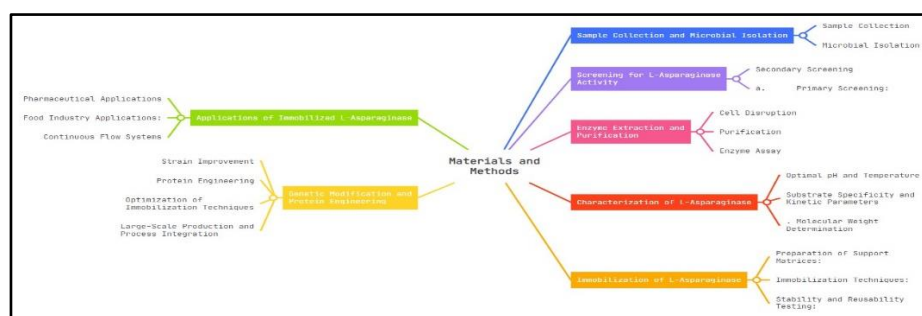 Materials and
Methods
Sample Collection and Microbial Isolation
Sample Collection
Microbial Isolation
Screening for L-Asparaginase
Activity
Secondary Screening
a. Primary Screening:
Enzyme Extraction and
Purification
Cell Disruption
Purification
Enzyme Assay
Characterization of L-Asparaginase
Optimal pH and Temperature
Substrate Specificity and
Kinetic Parameters
. Molecular Weight
Determination
Immobilization of L-Asparaginase
Preparation of Support
Matrices:
Immobilization Techniques:
Stability and Reusability
Testing:
Applications of Immobilized L-Asparaginase
Pharmaceutical Applications
Food Industry Applications:
Continuous Flow Systems
Genetic Modification and
Protein Engineering
Strain Improvement
Protein Engineering
Optimization of
Immobilization Techniques
Large-Scale Production and
Process Integration